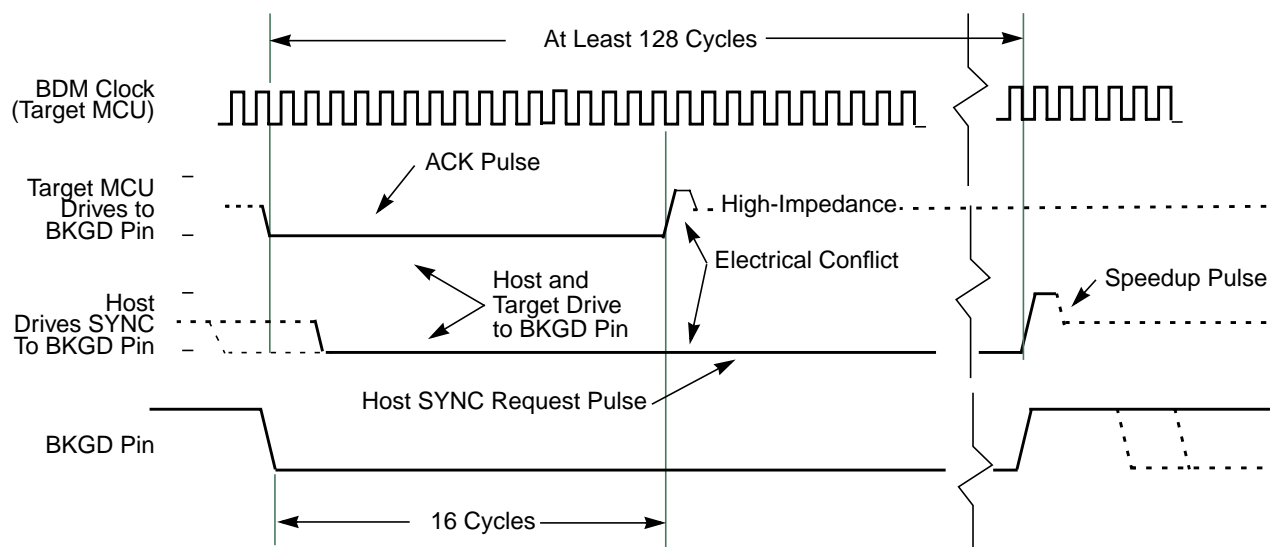 At Least 128 Cycles
BDM Clock
(Target MCU)
ACK Pulse
Target MCU
Drives to
BKGD Pin
High-Impedance
Electrical Conflict
Host and
Target Drive
to BKGD Pin
Speedup Pulse
Host
Drives SYNC
To BKGD Pin
Host SYNC Request Pulse
BKGD Pin
16 Cycles